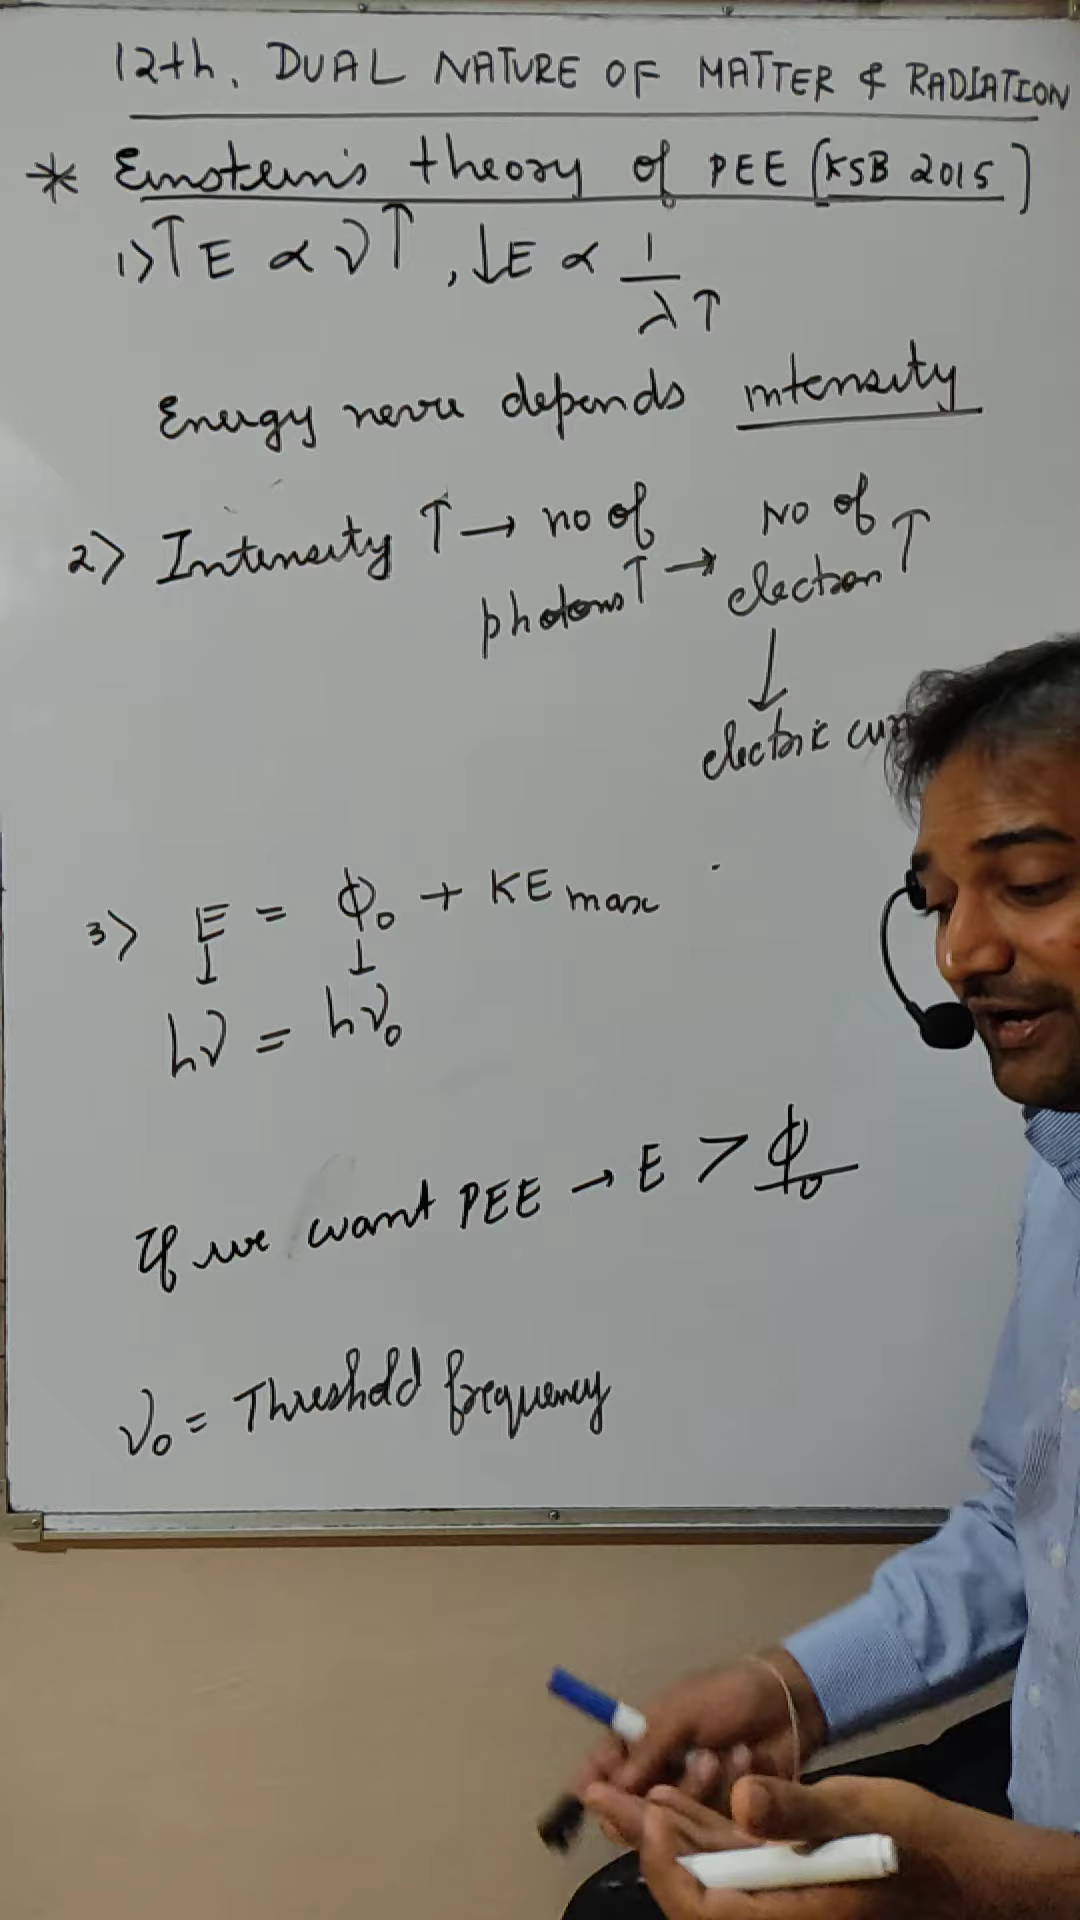 12th. DUAL NATURE OF MATTER & RADIATION
* Einstein's theory of PEE (KSB 2015)
1) ↑ E ∝ ν ↑ , ↓ E ∝ 1/λ ↑
Energy never depends intensity
2) Intensity ↑ → no of photons ↑ → No of electron ↑
↓
electric
3) E = ϕ₀ + KE max
↓ ↓
hν = hν₀
If we want PEE → E > ϕ₀
ν₀ = Threshold frequency